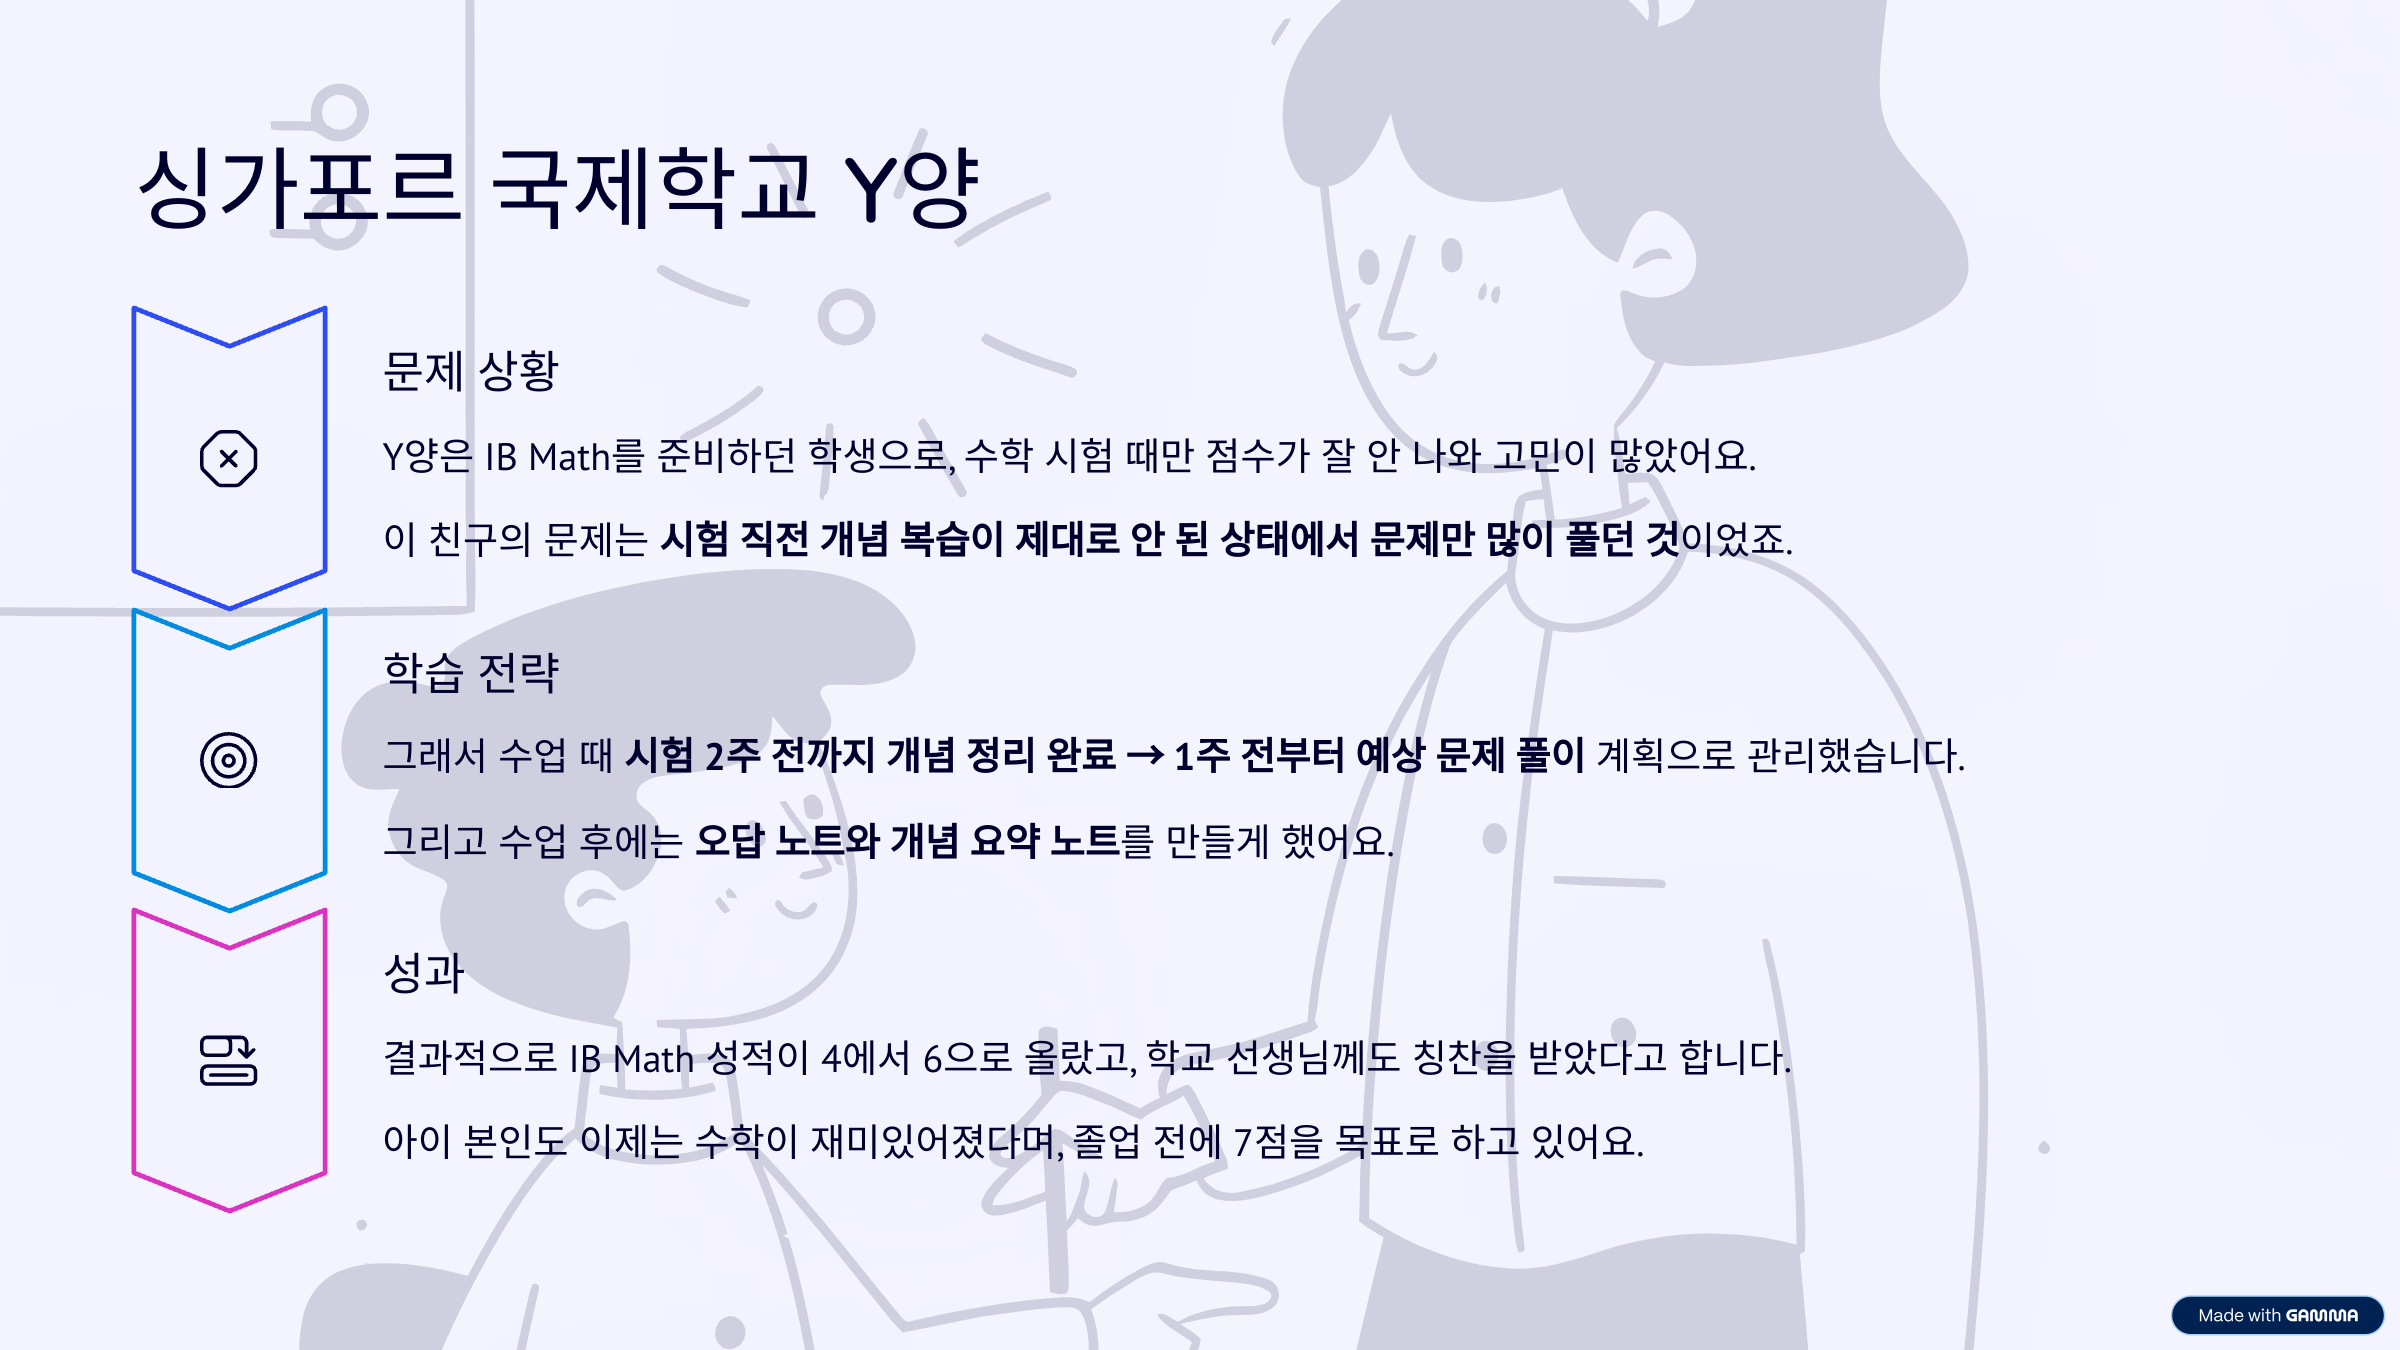 싱가포르 국제학교 Y양
문제 상황
Y양은 IB Math를 준비하던 학생으로, 수학 시험 때만 점수가 잘 안 나와 고민이 많았어요.
이 친구의 문제는 시험 직전 개념 복습이 제대로 안 된 상태에서 문제만 많이 풀던 것이었죠.
학습 전략
그래서 수업 때 시험 2주 전까지 개념 정리 완료 → 1주 전부터 예상 문제 풀이 계획으로 관리했습니다.
그리고 수업 후에는 오답 노트와 개념 요약 노트를 만들게 했어요.
성과
결과적으로 IB Math 성적이 4에서 6으로 올랐고, 학교 선생님께도 칭찬을 받았다고 합니다.
아이 본인도 이제는 수학이 재미있어졌다며, 졸업 전에 7점을 목표로 하고 있어요.
Made with GAMMA